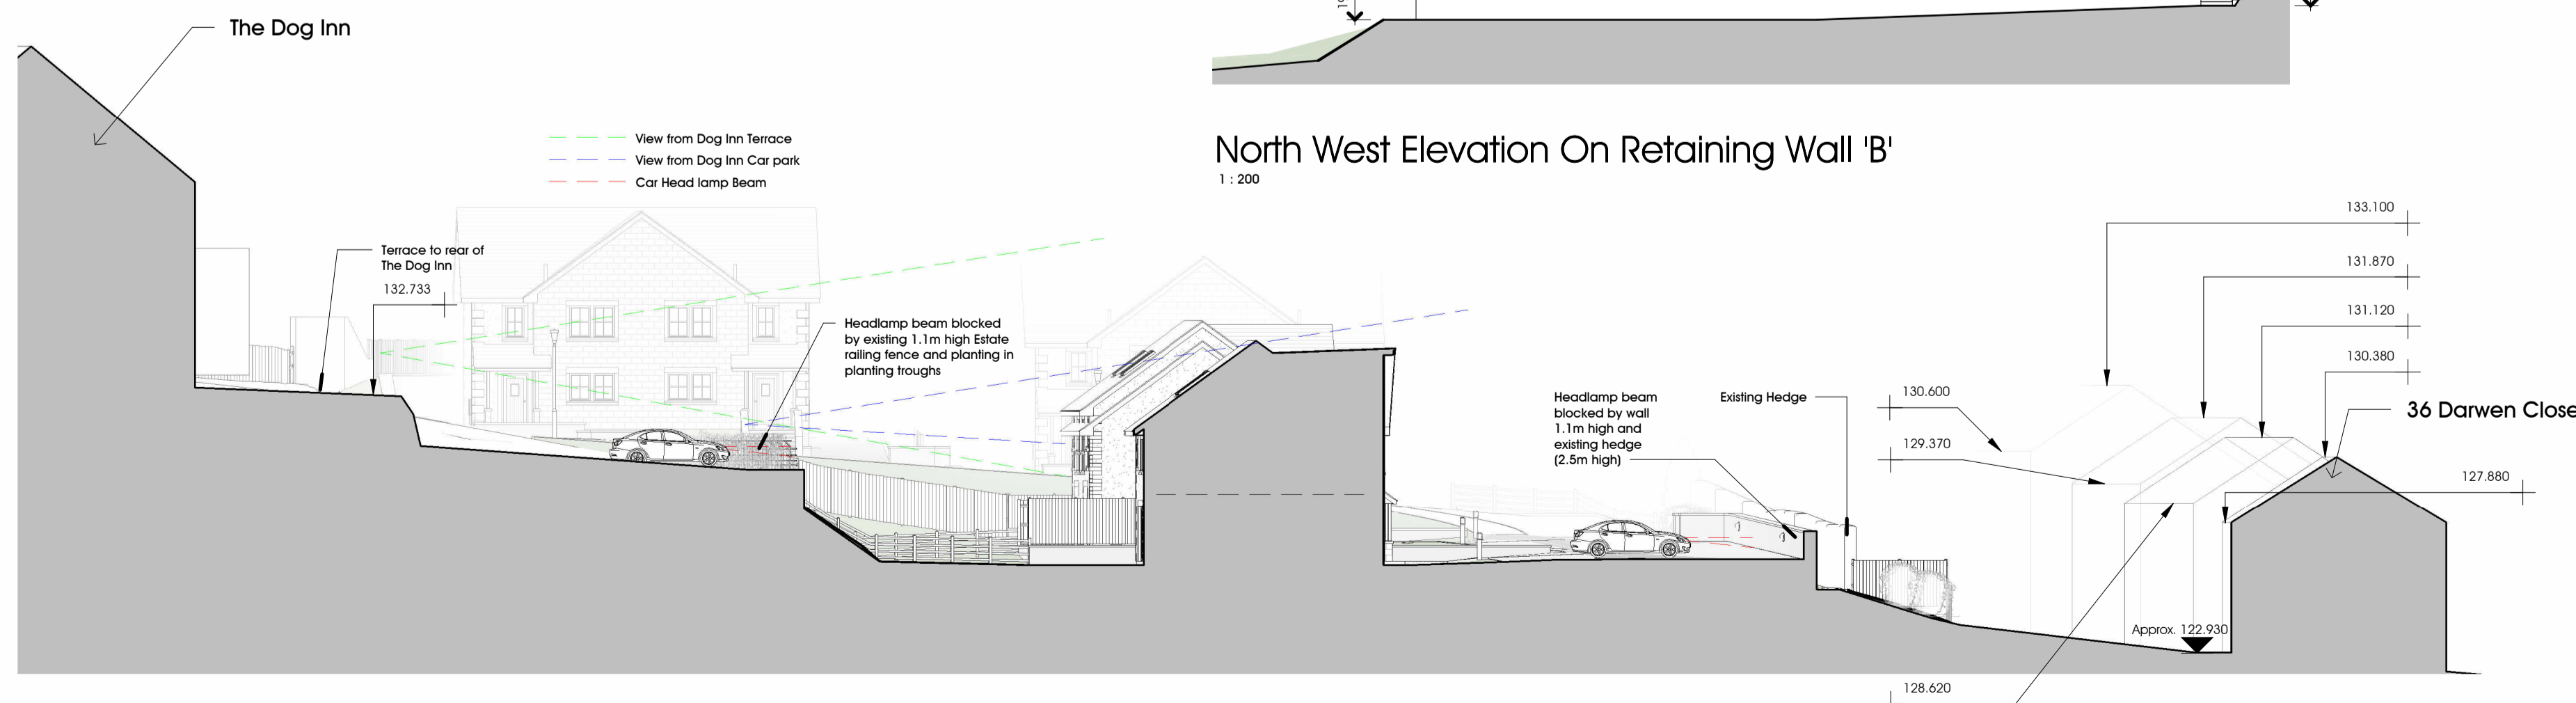 The Dog Inn
View from Dog Inn Terrace
View from Dog Inn Car park
Car Head lamp Beam
North West Elevation On Retaining Wall 'B'
1 : 200
Terrace to rear of
The Dog Inn
132.733
Headlamp beam blocked
by existing 1.1m high Estate
railing fence and planting in
planting troughs
Headlamp beam
blocked by wall
1.1m high and
existing hedge
(2.5m high)
Existing Hedge
133.100
131.870
131.120
130.380
130.600
129.370
36 Darwen Close
127.880
Approx. 122.930
128.620